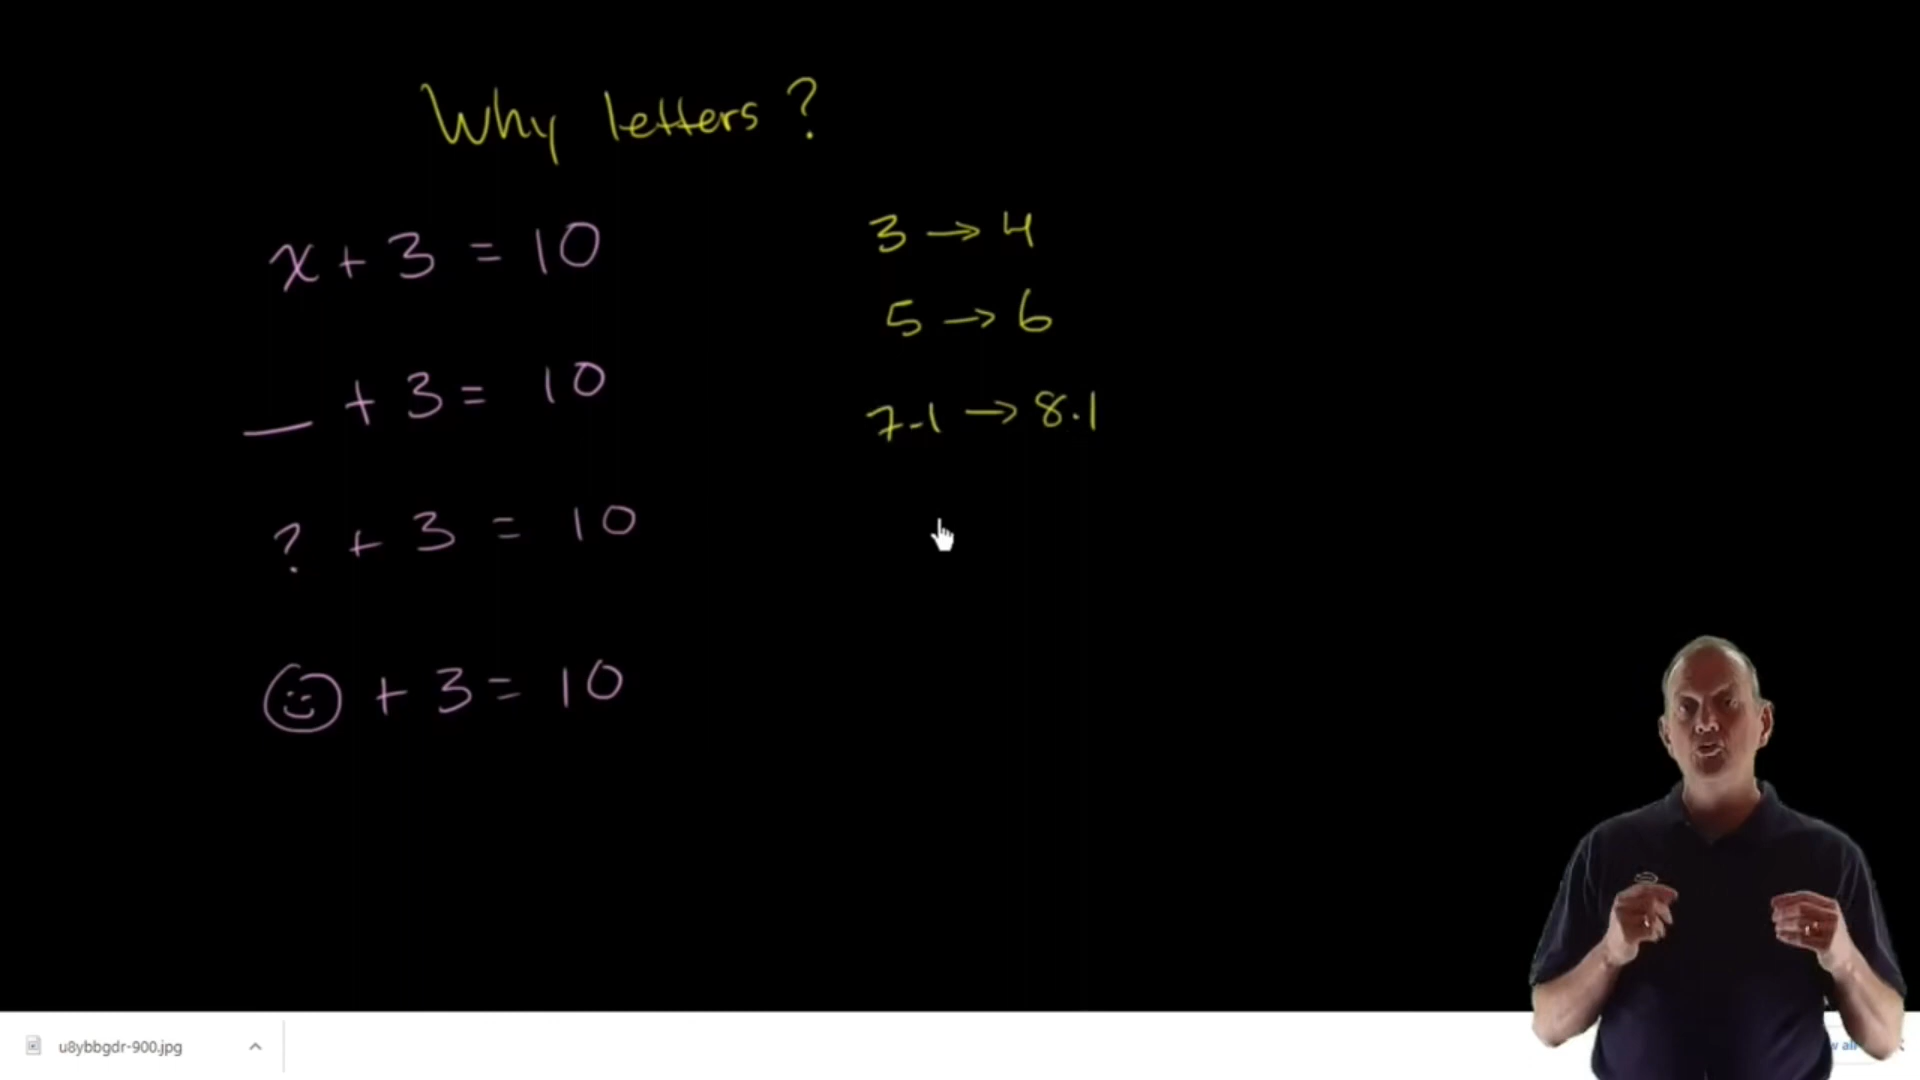 Why letters?
x + 3 = 10
_ + 3 = 10
? + 3 = 10
☺ + 3 = 10
3 → 4
5 → 6
7.1 → 8.1
u8ybbgdr-900.jpg
all